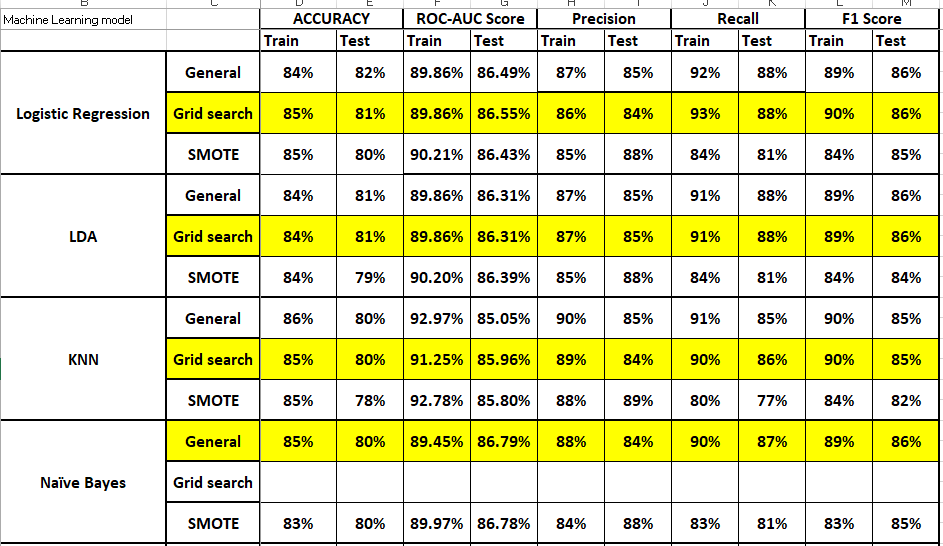 B C D E F G H I J K L M
Machine Learning model ACCURACY ROC-AUC Score Precision Recall F1 Score
Train Test Train Test Train Test Train Test Train Test
General 84% 82% 89.86% 86.49% 87% 85% 92% 88% 89% 86%
Logistic Regression Grid search 85% 81% 89.86% 86.55% 86% 84% 93% 88% 90% 86%
SMOTE 85% 80% 90.21% 86.43% 85% 88% 84% 81% 84% 85%
General 84% 81% 89.86% 86.31% 87% 85% 91% 88% 89% 86%
LDA Grid search 84% 81% 89.86% 86.31% 87% 85% 91% 88% 89% 86%
SMOTE 84% 79% 90.20% 86.39% 85% 88% 84% 81% 84% 84%
General 86% 80% 92.97% 85.05% 90% 85% 91% 85% 90% 85%
KNN Grid search 85% 80% 91.25% 85.96% 89% 84% 90% 86% 90% 85%
SMOTE 85% 78% 92.78% 85.80% 88% 89% 80% 77% 84% 82%
General 85% 80% 89.45% 86.79% 88% 84% 90% 87% 89% 86%
Naïve Bayes Grid search
SMOTE 83% 80% 89.97% 86.78% 84% 88% 83% 81% 83% 85%